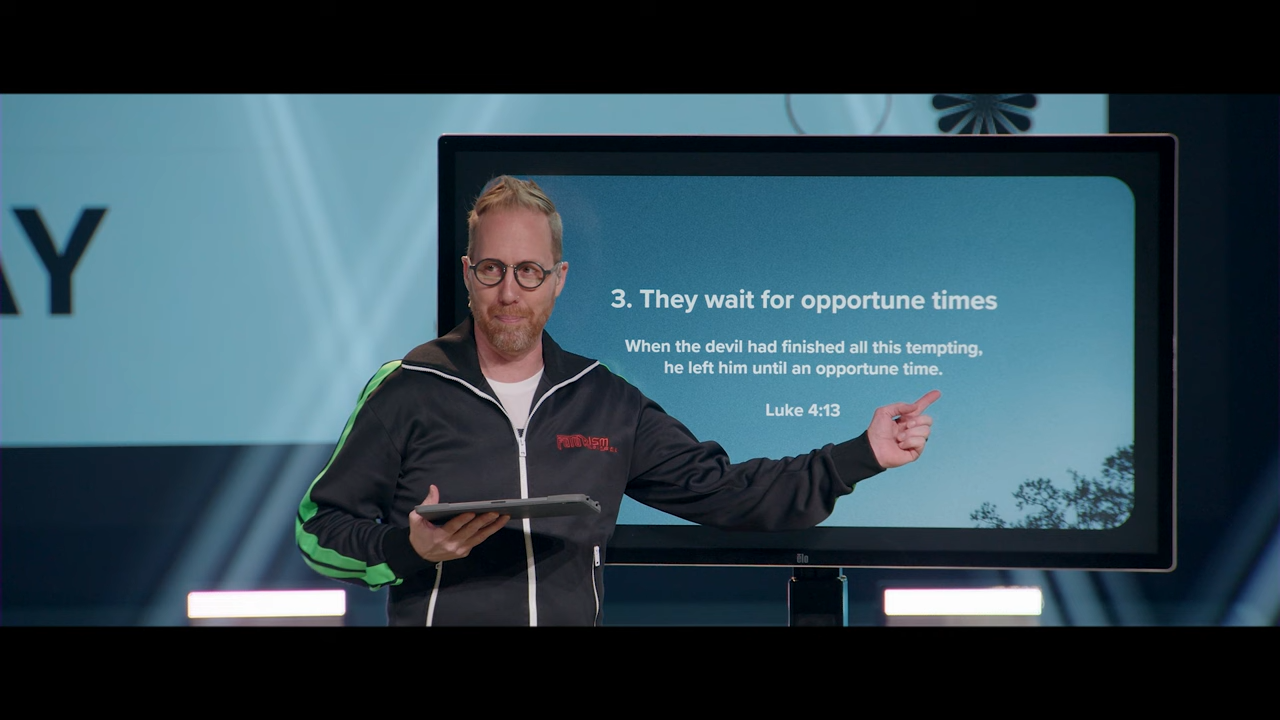 AY
3. They wait for opportune times
When the devil had finished all this tempting,
he left him until an opportune time.
Luke 4:13
elo